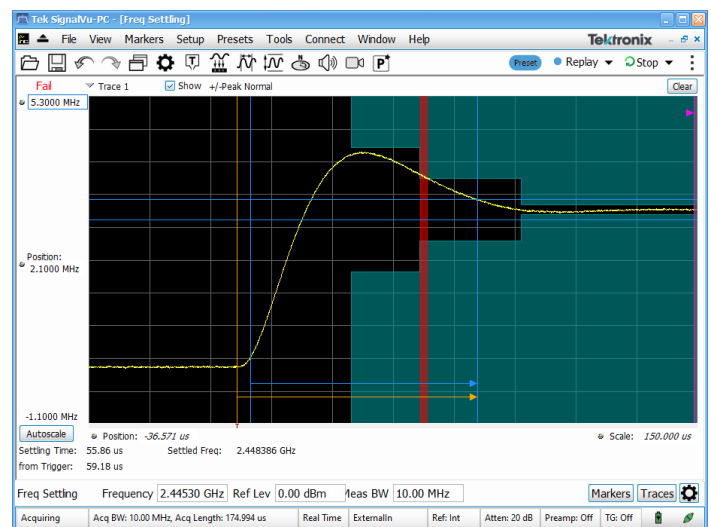 Tek SignalVu-PC - [Freq Settling]
File View Markers Setup Presets Tools Connect Window Help
Tektronix
Preset Replay Stop
Fail Trace 1 Show +/-Peak Normal Clear
5.3000 MHz
Position:
2.1000 MHz
-1.1000 MHz
T
Autoscale Position: -36.571 us Scale: 150.000 us
Settling Time: 55.86 us Settled Freq: 2.448386 GHz
from Trigger: 59.18 us
Freq Setting Frequency 2.44530 GHz Ref Lev 0.00 dBm Meas BW 10.00 MHz Markers Traces
Acquiring Acq BW: 10.00 MHz, Acq Length: 174.994 us Real Time ExternalIn Ref: Int Atten: 20 dB Preamp: Off TG: Off